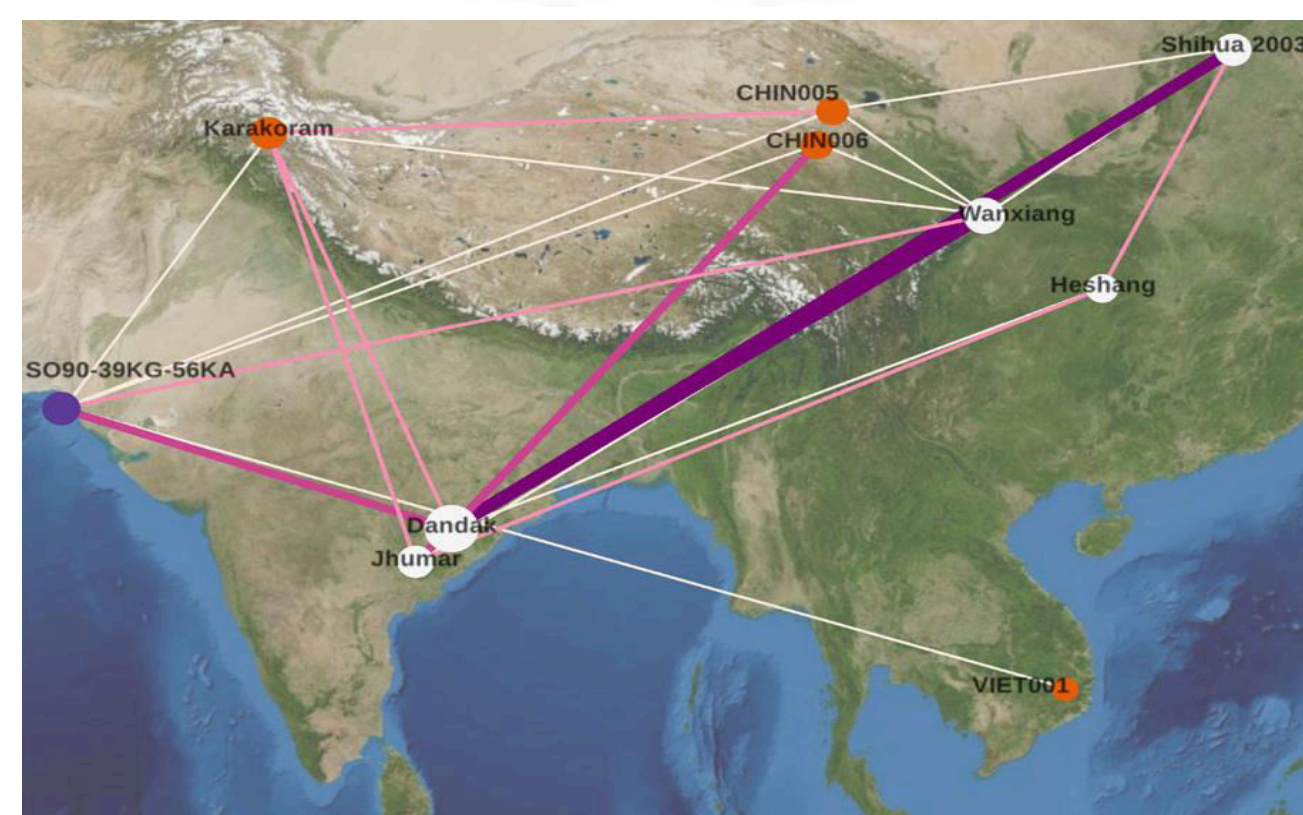 Shihua 2003
CHIN005
Karakoram
CHIN006
Wanxiang
Heshang
SO90-39KG-56KA
Dandak
Jhumar
VIET001